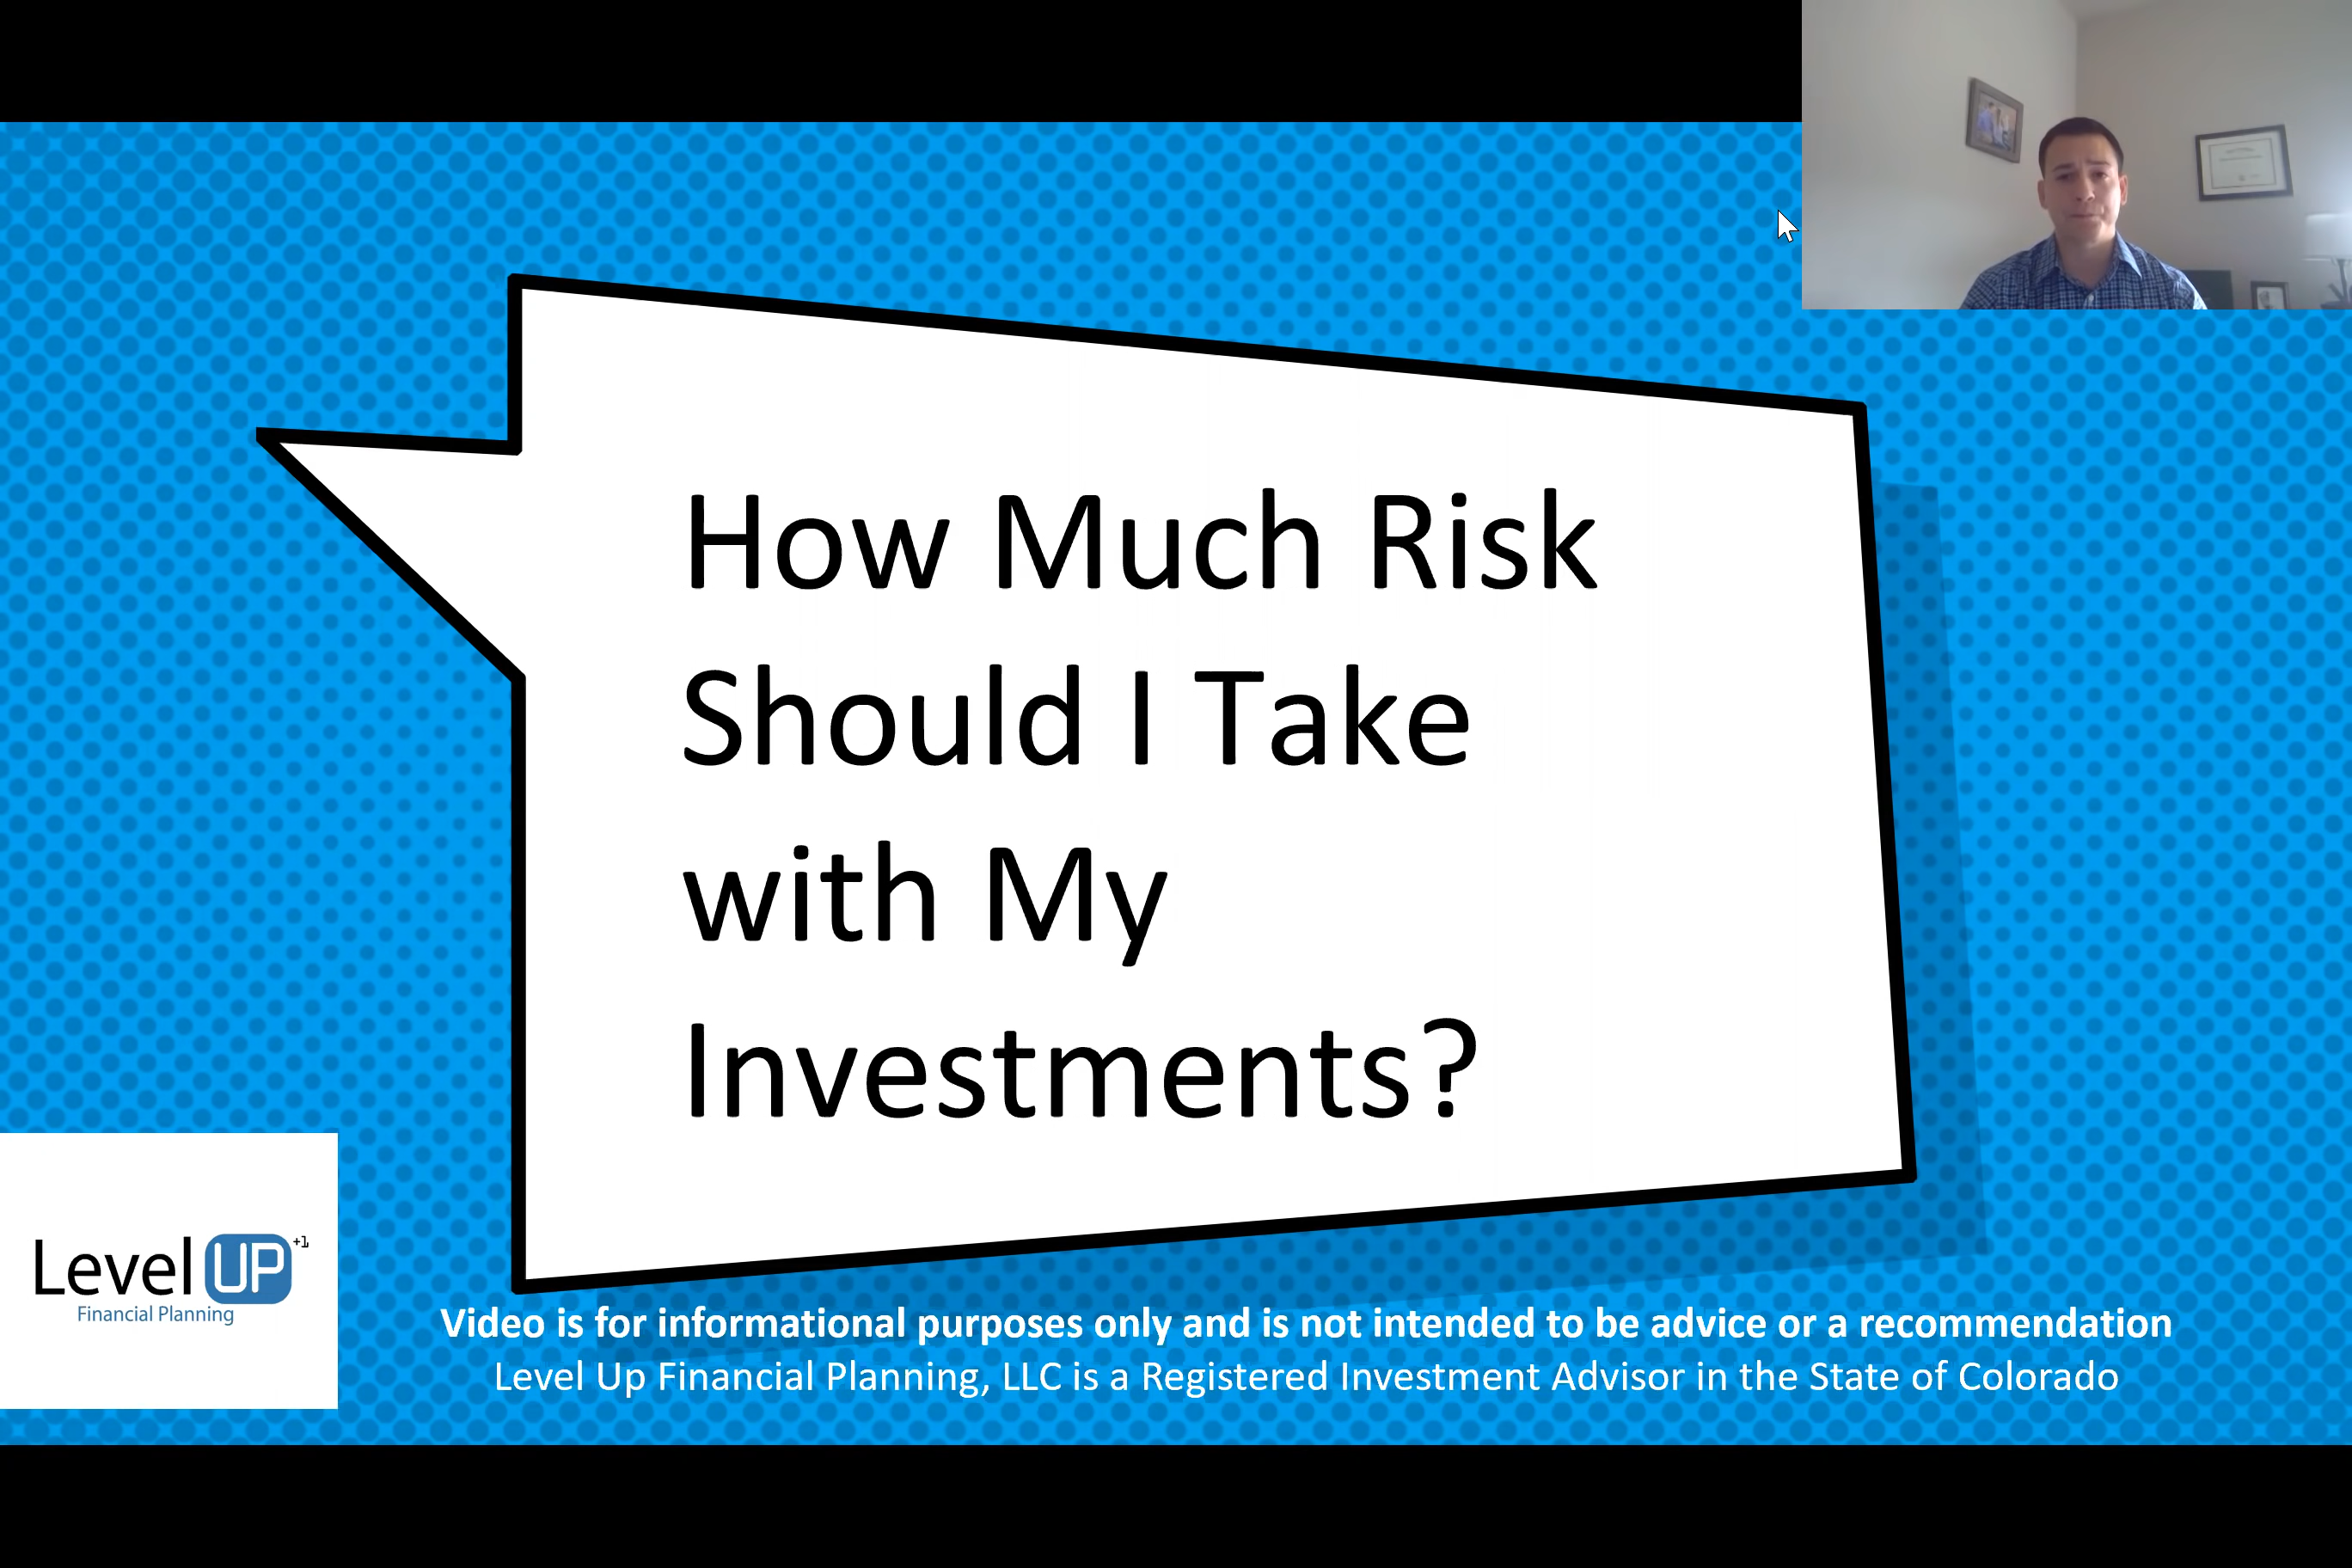 How Much Risk
Should I Take
with My
Investments?
Level UP +1
Financial Planning
Video is for informational purposes only and is not intended to be advice or a recommendation
Level Up Financial Planning, LLC is a Registered Investment Advisor in the State of Colorado